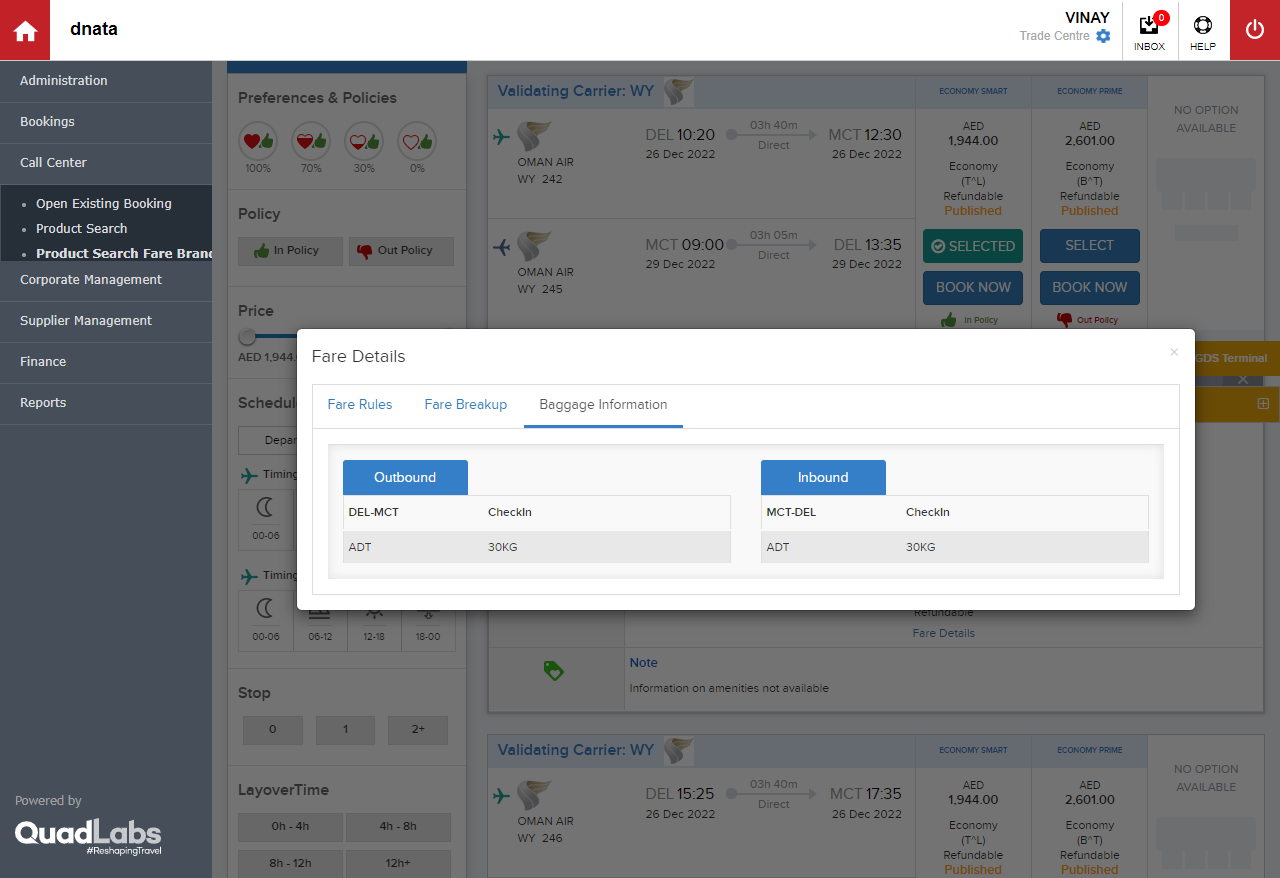 dnata
VINAY
Trade Centre
0
INBOX
HELP
Administration
Bookings
Call Center
Open Existing Booking
Product Search
Product Search Fare Bran
Corporate Management
Supplier Management
Finance
Reports
Powered by
QuadLabs
#ReshapingTravel
Preferences & Policies
100% 70% 30% 0%
Policy
In Policy Out Policy
Price
AED 1,944.
Schedul
Depar
Timing
00-06
Timing
00-06 06-12 12-18 18-00
Stop
0 1 2+
LayoverTime
0h - 4h 4h - 8h
8h - 12h 12h+
Validating Carrier: WY
ECONOMY SMART ECONOMY PRIME
NO OPTION
AVAILABLE
OMAN AIR
WY 242
DEL 10:20 03h 40m MCT 12:30
26 Dec 2022 Direct 26 Dec 2022
AED AED
1,944.00 2,601.00
Economy Economy
(T^L) (B^T)
Refundable Refundable
Published Published
OMAN AIR
WY 245
MCT 09:00 03h 05m DEL 13:35
29 Dec 2022 Direct 29 Dec 2022
SELECTED SELECT
BOOK NOW BOOK NOW
In Policy Out Policy
GDS Terminal
Fare Details
×
Fare Rules Fare Breakup Baggage Information
Outbound
DEL-MCT CheckIn
ADT 30KG
Inbound
MCT-DEL CheckIn
ADT 30KG
Refundable
Fare Details
Note
Information on amenities not available
Validating Carrier: WY
ECONOMY SMART ECONOMY PRIME
NO OPTION
AVAILABLE
OMAN AIR
WY 246
DEL 15:25 03h 40m MCT 17:35
26 Dec 2022 Direct 26 Dec 2022
AED AED
1,944.00 2,601.00
Economy Economy
(T^L) (B^T)
Refundable Refundable
Published Published